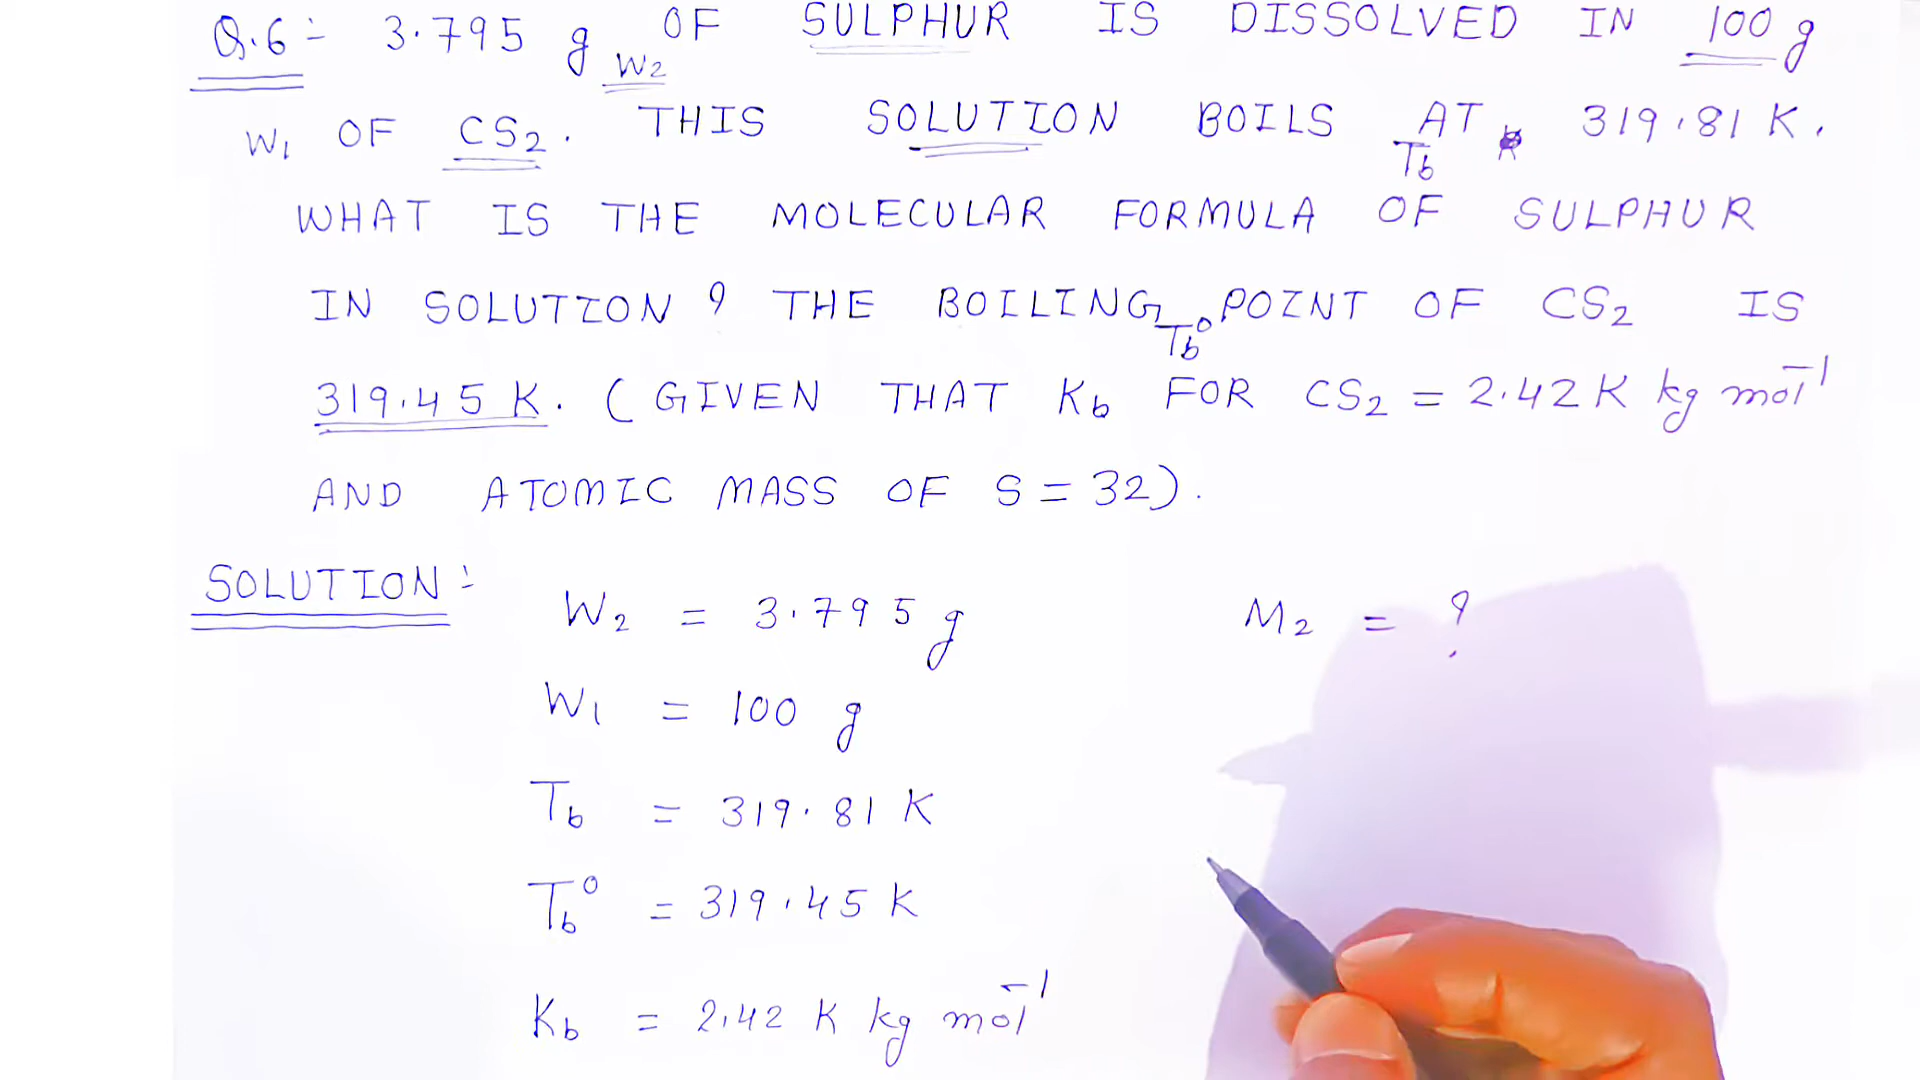 Q.6:- 3.795 g OF SULPHUR IS DISSOLVED IN 100 g
W2
W1 OF CS2. THIS SOLUTION BOILS AT 319.81 K.
Tb
WHAT IS THE MOLECULAR FORMULA OF SULPHUR
IN SOLUTION ? THE BOILING POINT OF CS2 IS
Tb°
319.45 K. (GIVEN THAT Kb FOR CS2 = 2.42 K kg mol⁻¹
AND ATOMIC MASS OF S = 32).
SOLUTION:- W2 = 3.795 g M2 = ?
W1 = 100 g
Tb = 319.81 K
Tb° = 319.45 K
Kb = 2.42 K kg mol⁻¹